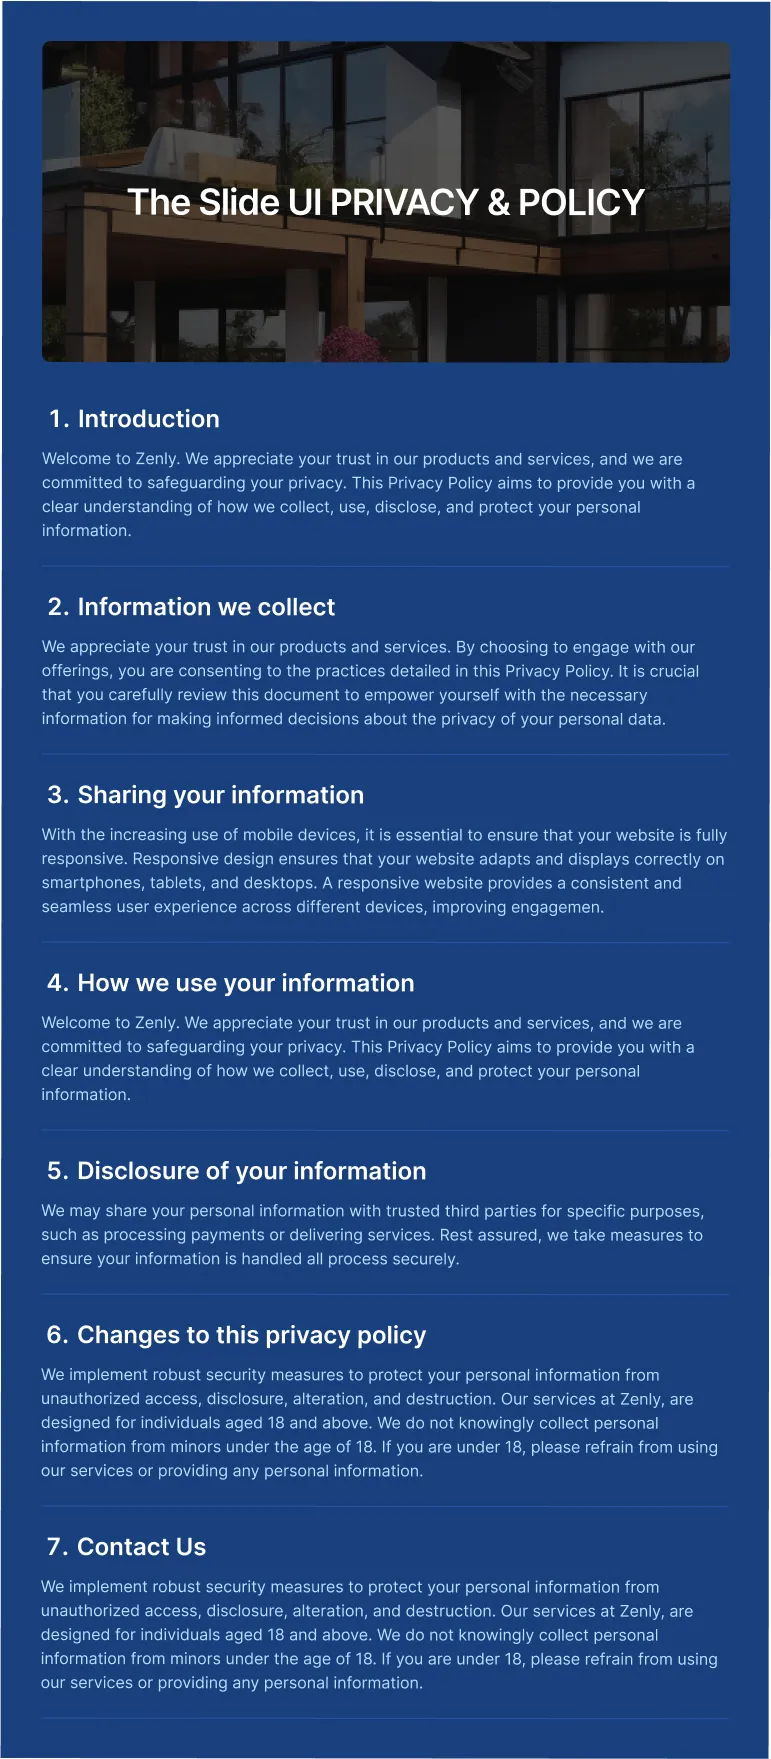 The Slide UI PRIVACY & POLICY
1. Introduction
Welcome to Zenly. We appreciate your trust in our products and services, and we are
committed to safeguarding your privacy. This Privacy Policy aims to provide you with a
clear understanding of how we collect, use, disclose, and protect your personal
information.
2. Information we collect
We appreciate your trust in our products and services. By choosing to engage with our
offerings, you are consenting to the practices detailed in this Privacy Policy. It is crucial
that you carefully review this document to empower yourself with the necessary
information for making informed decisions about the privacy of your personal data.
3. Sharing your information
With the increasing use of mobile devices, it is essential to ensure that your website is fully
responsive. Responsive design ensures that your website adapts and displays correctly on
smartphones, tablets, and desktops. A responsive website provides a consistent and
seamless user experience across different devices, improving engagemen.
4. How we use your information
Welcome to Zenly. We appreciate your trust in our products and services, and we are
committed to safeguarding your privacy. This Privacy Policy aims to provide you with a
clear understanding of how we collect, use, disclose, and protect your personal
information.
5. Disclosure of your information
We may share your personal information with trusted third parties for specific purposes,
such as processing payments or delivering services. Rest assured, we take measures to
ensure your information is handled all process securely.
6. Changes to this privacy policy
We implement robust security measures to protect your personal information from
unauthorized access, disclosure, alteration, and destruction. Our services at Zenly, are
designed for individuals aged 18 and above. We do not knowingly collect personal
information from minors under the age of 18. If you are under 18, please refrain from using
our services or providing any personal information.
7. Contact Us
We implement robust security measures to protect your personal information from
unauthorized access, disclosure, alteration, and destruction. Our services at Zenly, are
designed for individuals aged 18 and above. We do not knowingly collect personal
information from minors under the age of 18. If you are under 18, please refrain from using
our services or providing any personal information.